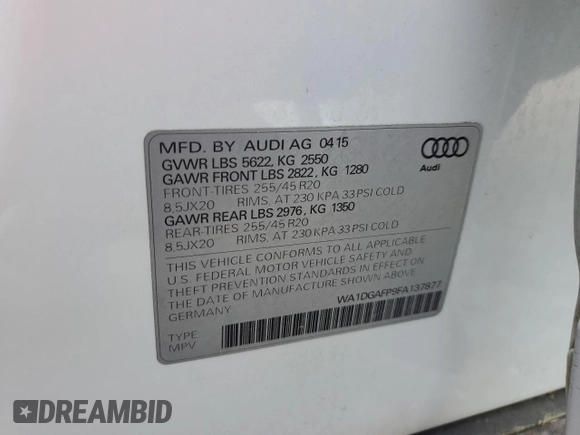 MFD. BY AUDI AG 04 15
GVWR LBS 5622, KG 2550
GAWR FRONT LBS 2822, KG 1280
FRONT-TIRES 255/45 R20
8,5JX20 RIMS, AT 230 KPA 33 PSI COLD
GAWR REAR LBS 2976, KG 1350
REAR-TIRES 255/45 R20
8,5JX20 RIMS, AT 230 KPA 33 PSI COLD
Audi
THIS VEHICLE CONFORMS TO ALL APPLICABLE
U.S. FEDERAL MOTOR VEHICLE SAFETY AND
THEFT PREVENTION STANDARDS IN EFFECT ON
THE DATE OF MANUFACTURE SHOWN ABOVE.
GERMANY
WA1DGAFP9FA137877
TYPE
MPV
DREAMBID